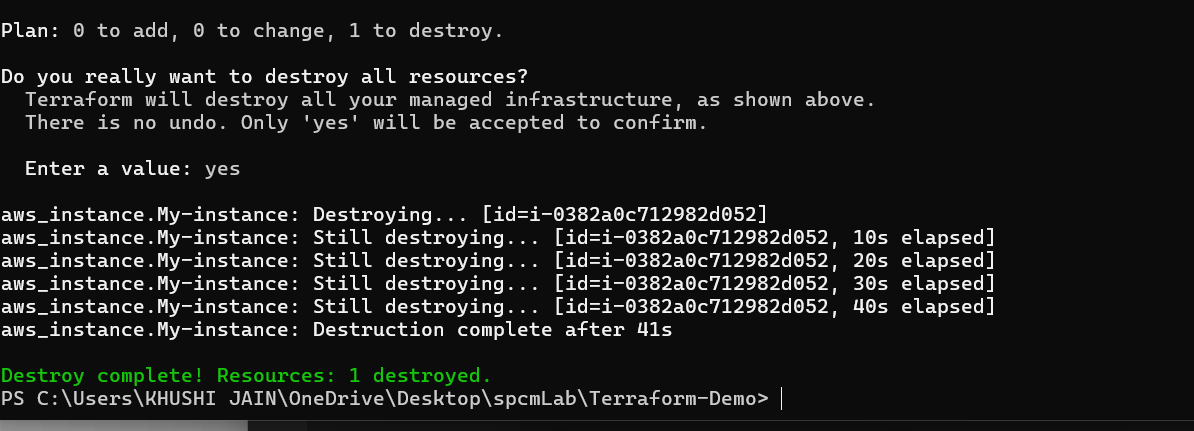 Plan: 0 to add, 0 to change, 1 to destroy.
Do you really want to destroy all resources?
Terraform will destroy all your managed infrastructure, as shown above.
There is no undo. Only 'yes' will be accepted to confirm.
Enter a value: yes
aws_instance.My-instance: Destroying... [id=i-0382a0c712982d052]
aws_instance.My-instance: Still destroying... [id=i-0382a0c712982d052, 10s elapsed]
aws_instance.My-instance: Still destroying... [id=i-0382a0c712982d052, 20s elapsed]
aws_instance.My-instance: Still destroying... [id=i-0382a0c712982d052, 30s elapsed]
aws_instance.My-instance: Still destroying... [id=i-0382a0c712982d052, 40s elapsed]
aws_instance.My-instance: Destruction complete after 41s
Destroy complete! Resources: 1 destroyed.
PS C:\Users\KHUSHI JAIN\OneDrive\Desktop\spcmLab\Terraform-Demo>